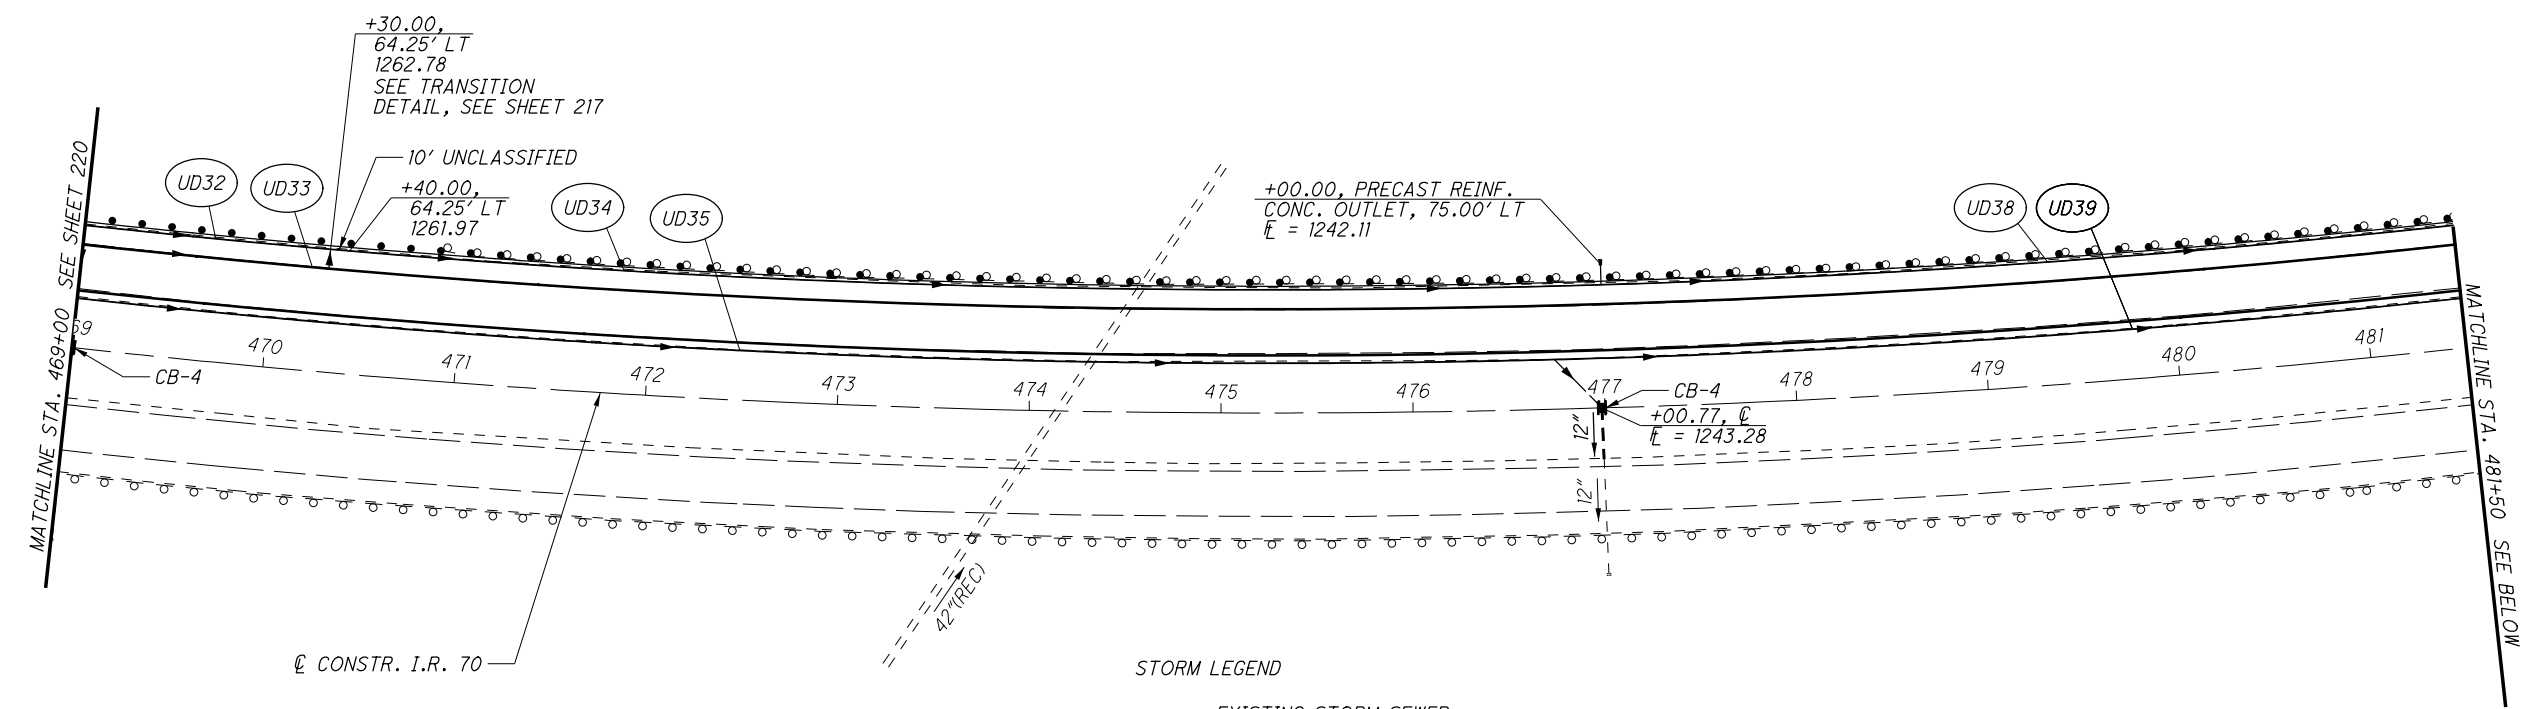 +30.00,
64.25' LT
1262.78
SEE TRANSITION
DETAIL, SEE SHEET 217
10' UNCLASSIFIED
+40.00,
64.25' LT
1261.97
UD32
UD33
UD34
UD35
+00.00, PRECAST REINF.
CONC. OUTLET, 75.00' LT
℄ = 1242.11
UD38
UD39
MATCHLINE STA. 469+00 SEE SHEET 220
69
470
471
472
473
474
475
476
477
478
479
480
481
CB-4
CB-4
+00.77, ℄
= 1243.28
12"
12"
42"(REC)
℄ CONSTR. I.R. 70
MATCHLINE STA. 481+50 SEE BELOW
STORM LEGEND
EXISTING STORM SEWER